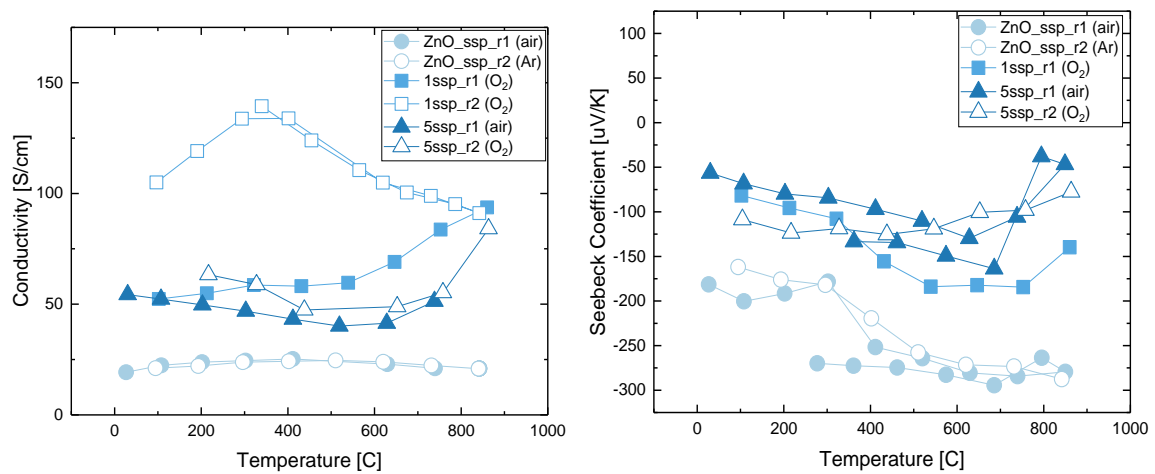 ZnO_ssp_r1 (air)
ZnO_ssp_r2 (Ar)
1ssp_r1 (O₂)
1ssp_r2 (O₂)
5ssp_r1 (air)
5ssp_r2 (O₂)
150
100
50
0
Conductivity [S/cm]
0
200
400
600
800
1000
Temperature [C]
ZnO_ssp_r1 (air)
ZnO_ssp_r2 (Ar)
1ssp_r1 (O₂)
5ssp_r1 (air)
5ssp_r2 (O₂)
100
50
0
-50
-100
-150
-200
-250
-300
Seebeck Coefficient [uV/K]
0
200
400
600
800
1000
Temperature [C]